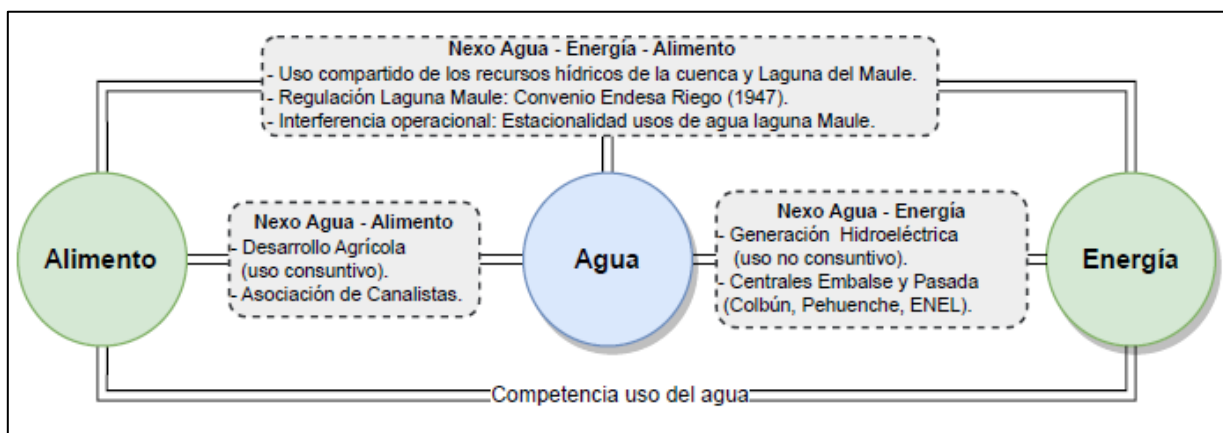 Nexo Agua - Energía - Alimento
- Uso compartido de los recursos hídricos de la cuenca y Laguna del Maule.
- Regulación Laguna Maule: Convenio Endesa Riego (1947).
- Interferencia operacional: Estacionalidad usos de agua laguna Maule.
Alimento
Nexo Agua - Alimento
- Desarrollo Agrícola
(uso consuntivo).
- Asociación de Canalistas.
Agua
Nexo Agua - Energía
- Generación Hidroeléctrica
(uso no consuntivo).
- Centrales Embalse y Pasada
(Colbún, Pehuenche, ENEL).
Energía
Competencia uso del agua